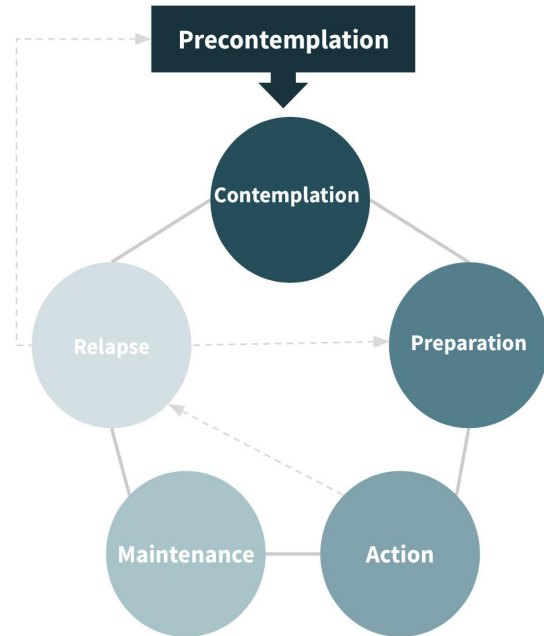 Precontemplation
Contemplation
Relapse
Preparation
Maintenance
Action